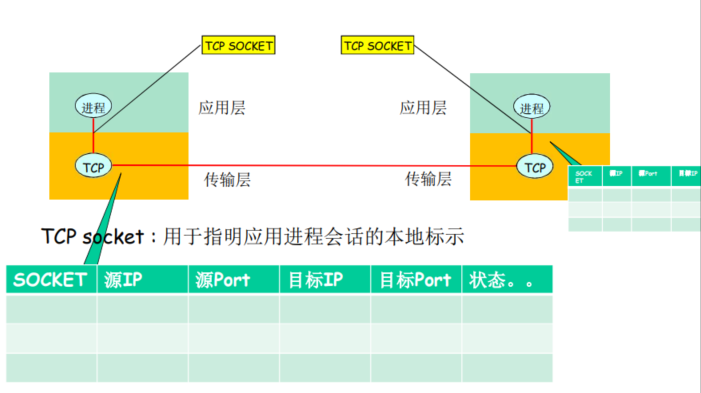 TCP SOCKET
TCP SOCKET
进程
应用层
应用层
进程
TCP
传输层
传输层
TCP
SOCKET
源IP
源Port
目标IP
TCP socket：用于指明应用进程会话的本地标示
SOCKET 源IP 源Port 目标IP 目标Port 状态。。